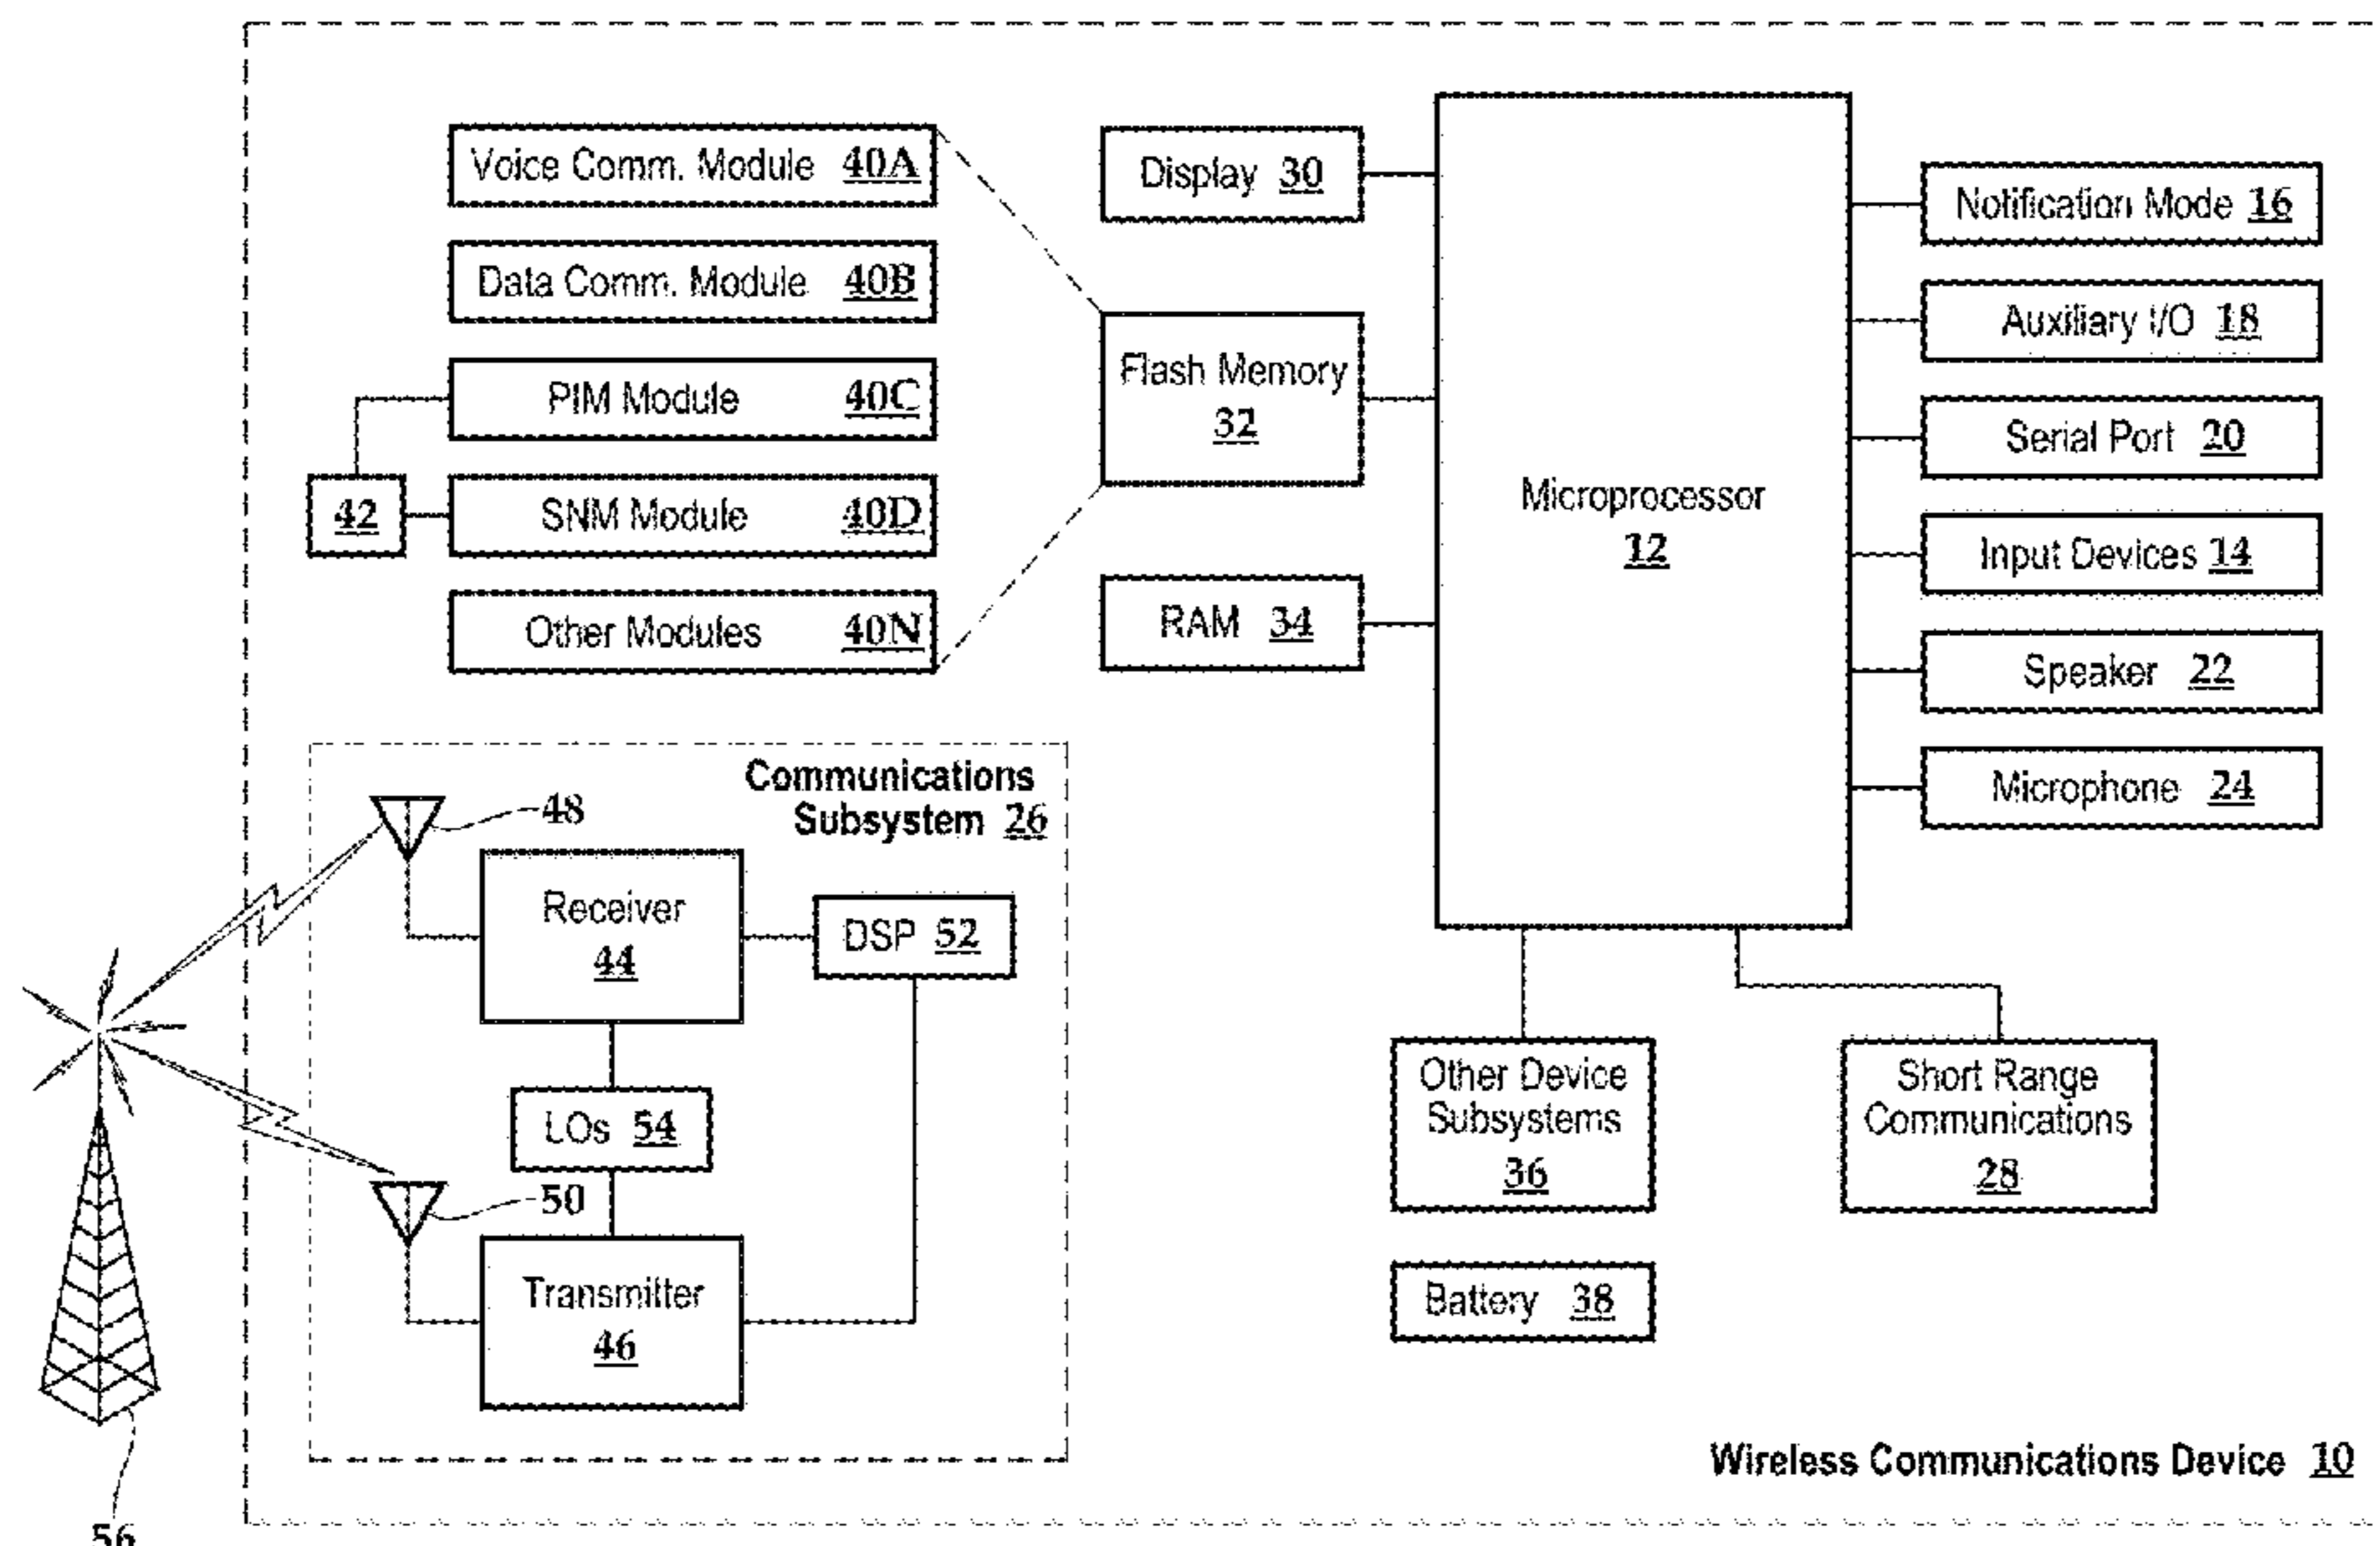 Voice Comm. Module 40A
Data Comm. Module 40B
PIM Module 40C
42
SNM Module 40D
Other Modules 40N
Display 30
Flash Memory
32
RAM 34
Microprocessor
12
Notification Mode 16
Auxiliary I/O 18
Serial Port 20
Input Devices 14
Speaker 22
Microphone 24
Communications
Subsystem 26
48
Receiver
44
DSP 52
LOs 54
50
Transmitter
46
Other Device
Subsystems
36
Short Range
Communications
28
Battery 38
Wireless Communications Device 10
56